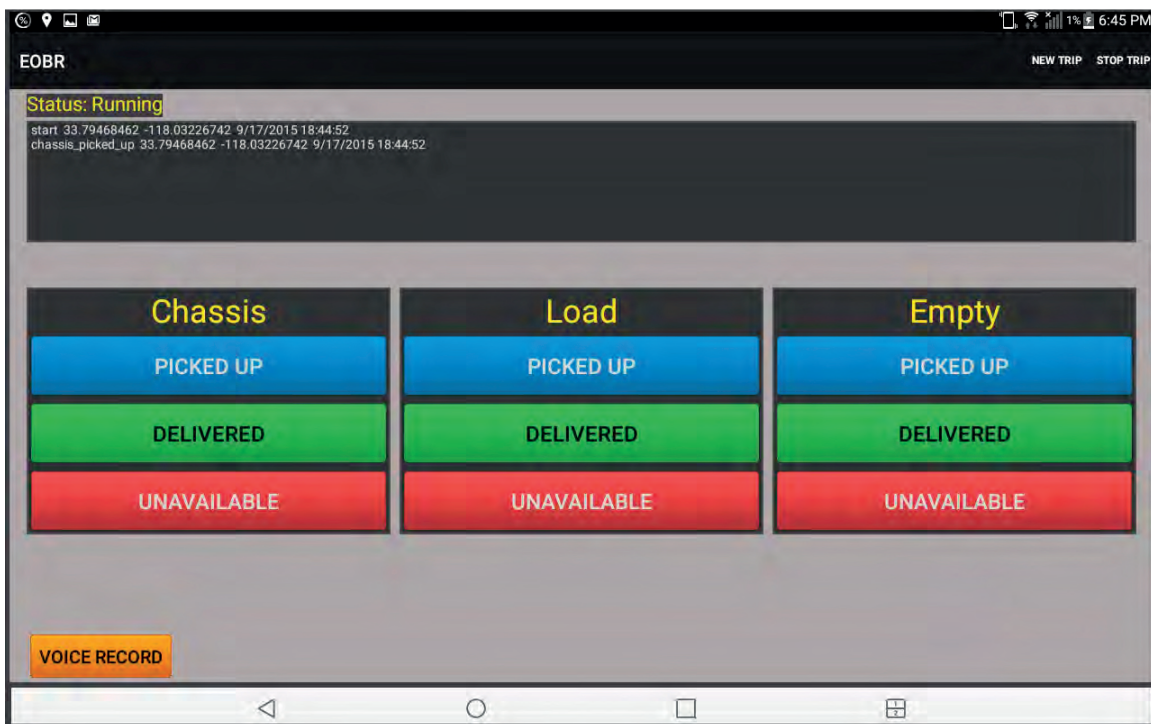 1% 6:45 PM
EOBR NEW TRIP STOP TRIP
Status: Running
start 33.79468462 -118.03226742 9/17/2015 18:44:52
chassis_picked_up 33.79468462 -118.03226742 9/17/2015 18:44:52
Chassis Load Empty
PICKED UP PICKED UP PICKED UP
DELIVERED DELIVERED DELIVERED
UNAVAILABLE UNAVAILABLE UNAVAILABLE
VOICE RECORD